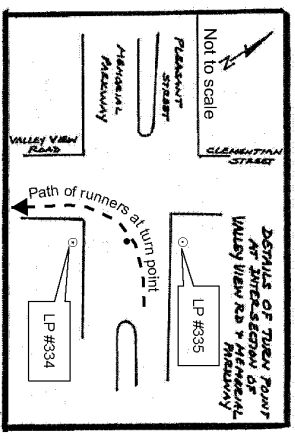 DETAILS OF TURN POINT
AT INTERSECTION OF
VALLEY VIEW RD & MEMORIAL
PARKWAY
Not to scale
PLEASANT
STREET
MEMORIAL
PARKWAY
VALLEY VIEW
ROAD
CLEMENTIAN
STREET
Path of runners at turn point
LP #335
LP #334